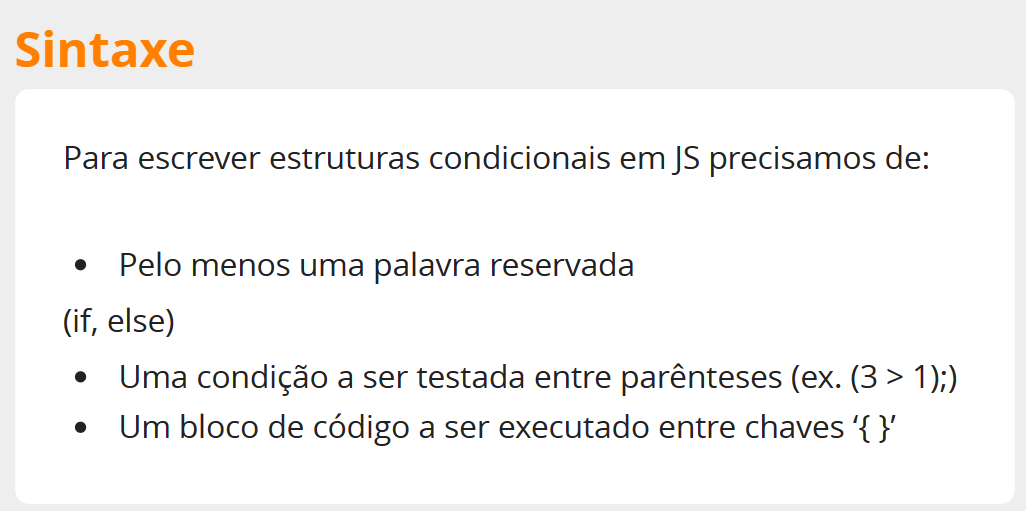 Sintaxe
Para escrever estruturas condicionais em JS precisamos de:
• Pelo menos uma palavra reservada
(if, else)
• Uma condição a ser testada entre parênteses (ex. (3 > 1);)
• Um bloco de código a ser executado entre chaves ‘{ }’